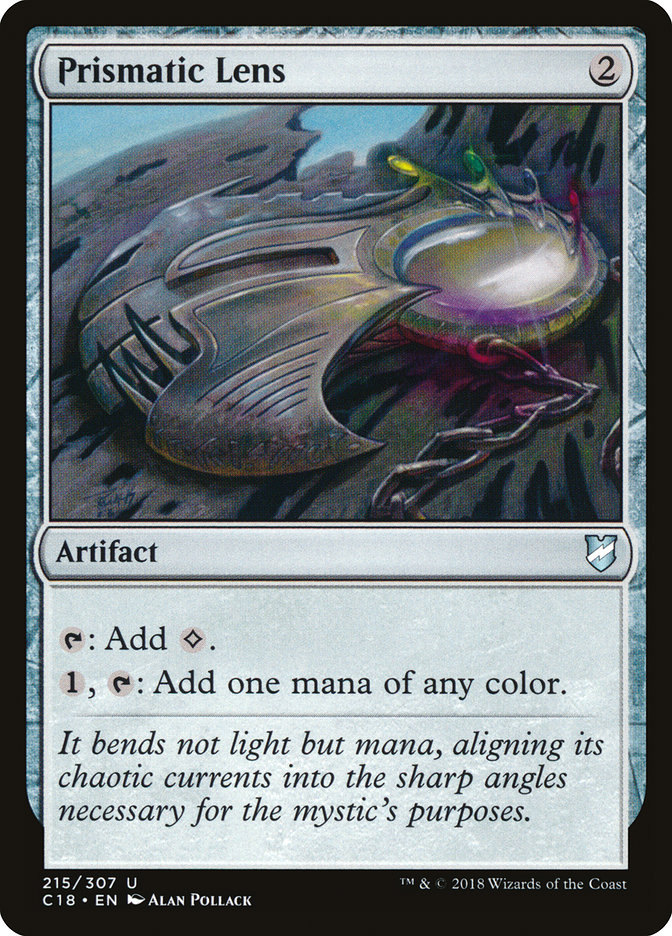 Prismatic Lens 2
Artifact
: Add .
1, : Add one mana of any color.
It bends not light but mana, aligning its
chaotic currents into the sharp angles
necessary for the mystic's purposes.
215/307 U ™ & © 2018 Wizards of the Coast
C18 • EN Alan Pollack